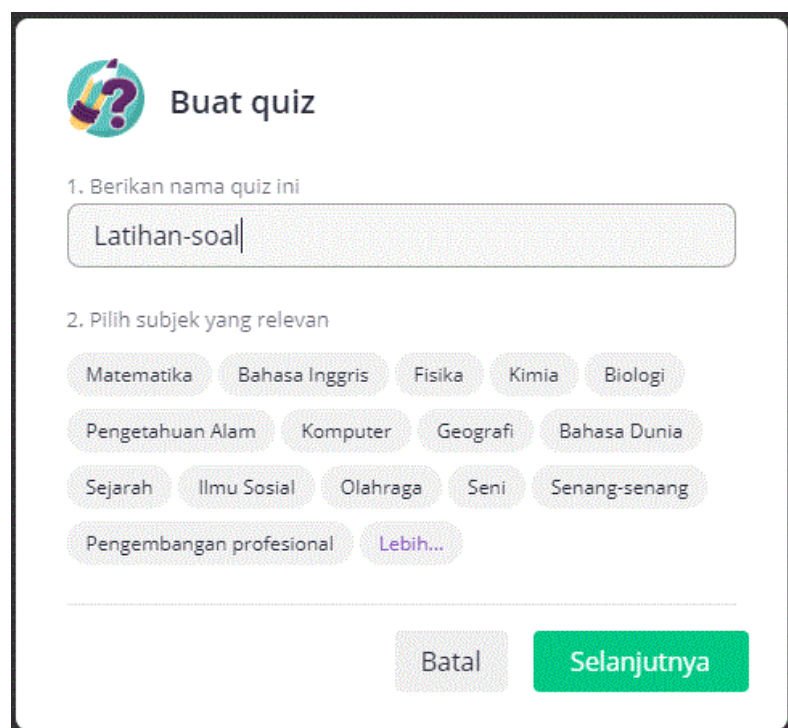 Buat quiz
1. Berikan nama quiz ini
Latihan-soal
2. Pilih subjek yang relevan
Matematika Bahasa Inggris Fisika Kimia Biologi
Pengetahuan Alam Komputer Geografi Bahasa Dunia
Sejarah Ilmu Sosial Olahraga Seni Senang-senang
Pengembangan profesional Lebih...
Batal Selanjutnya